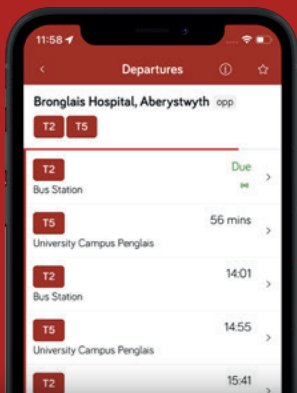 11:58
Departures
Bronglais Hospital, Aberystwyth opp
T2 T5
T2 Due
Bus Station
T5 56 mins
University Campus Penglais
T2 14:01
Bus Station
T5 14:55
University Campus Penglais
T2 15:41